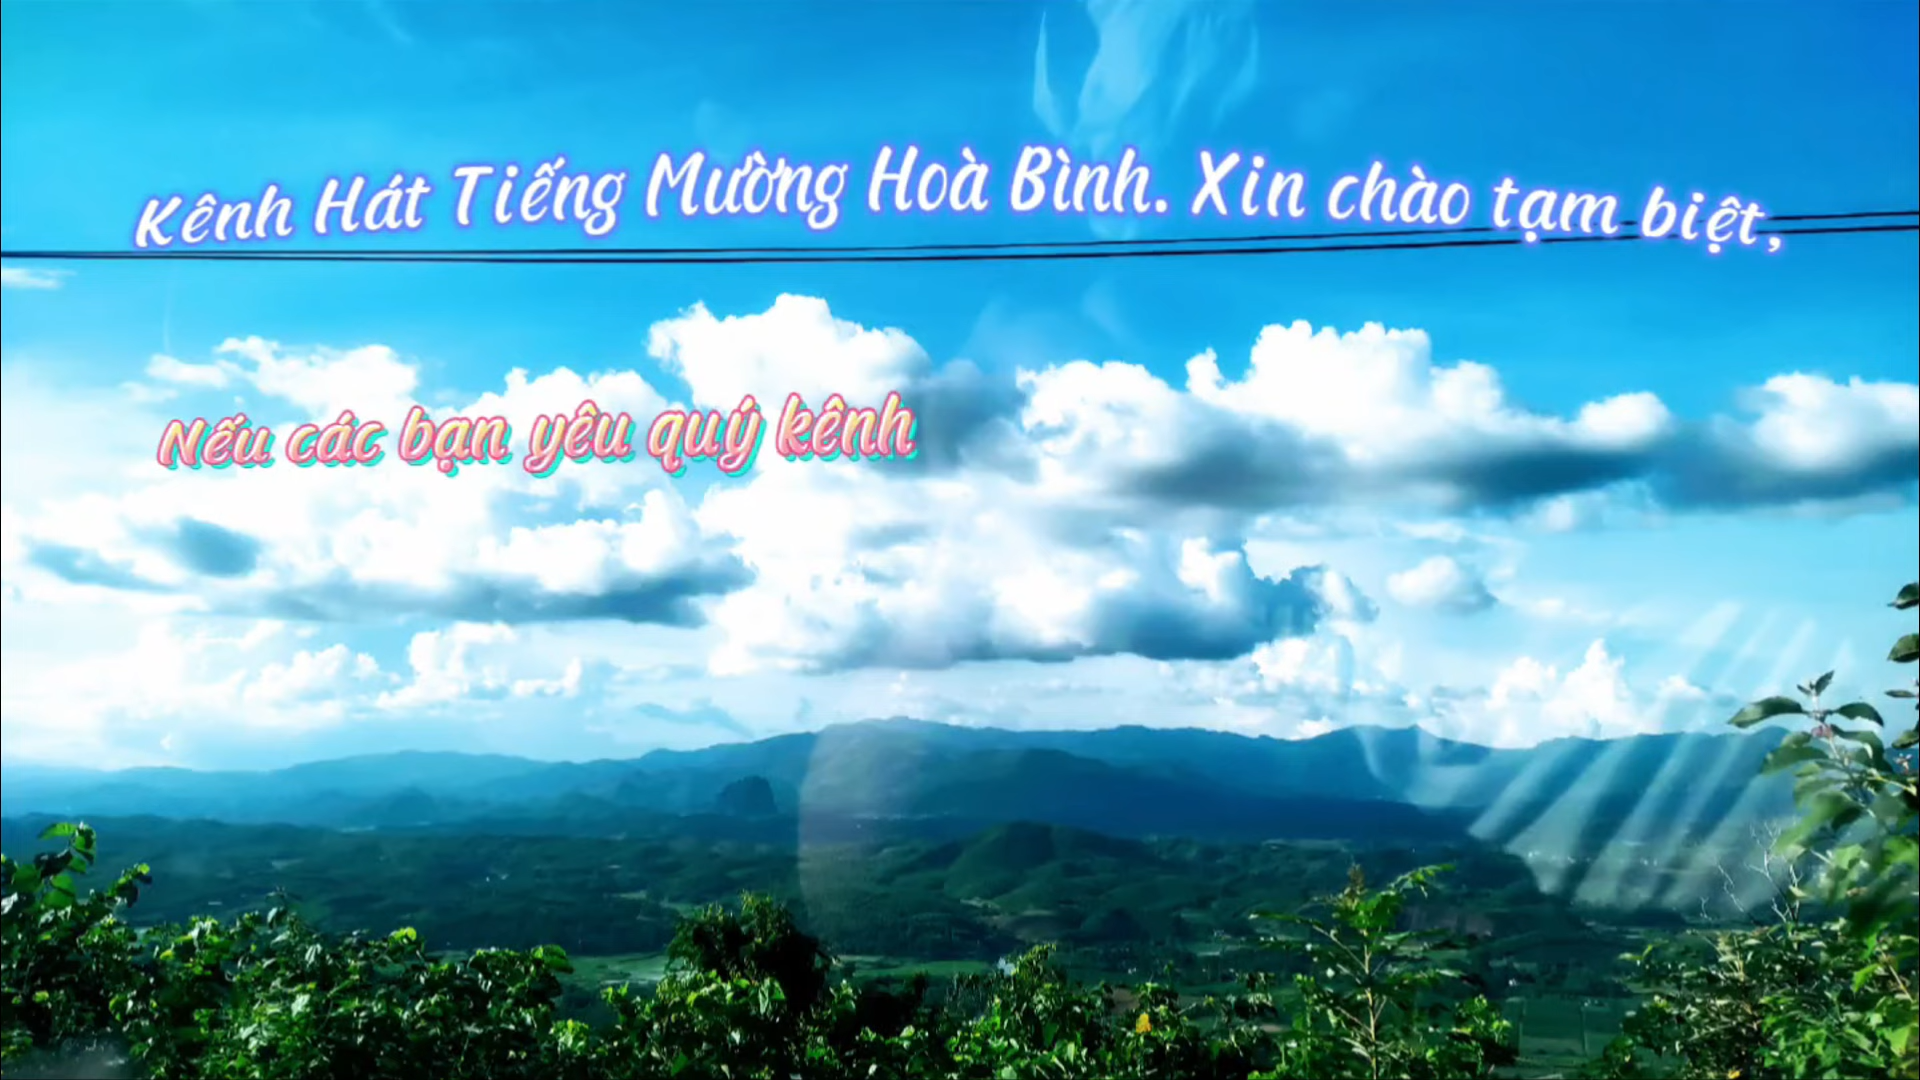 Kênh Hát Tiếng Mường Hoà Bình. Xin chào tạm biệt,
Nếu các bạn yêu quý kênh